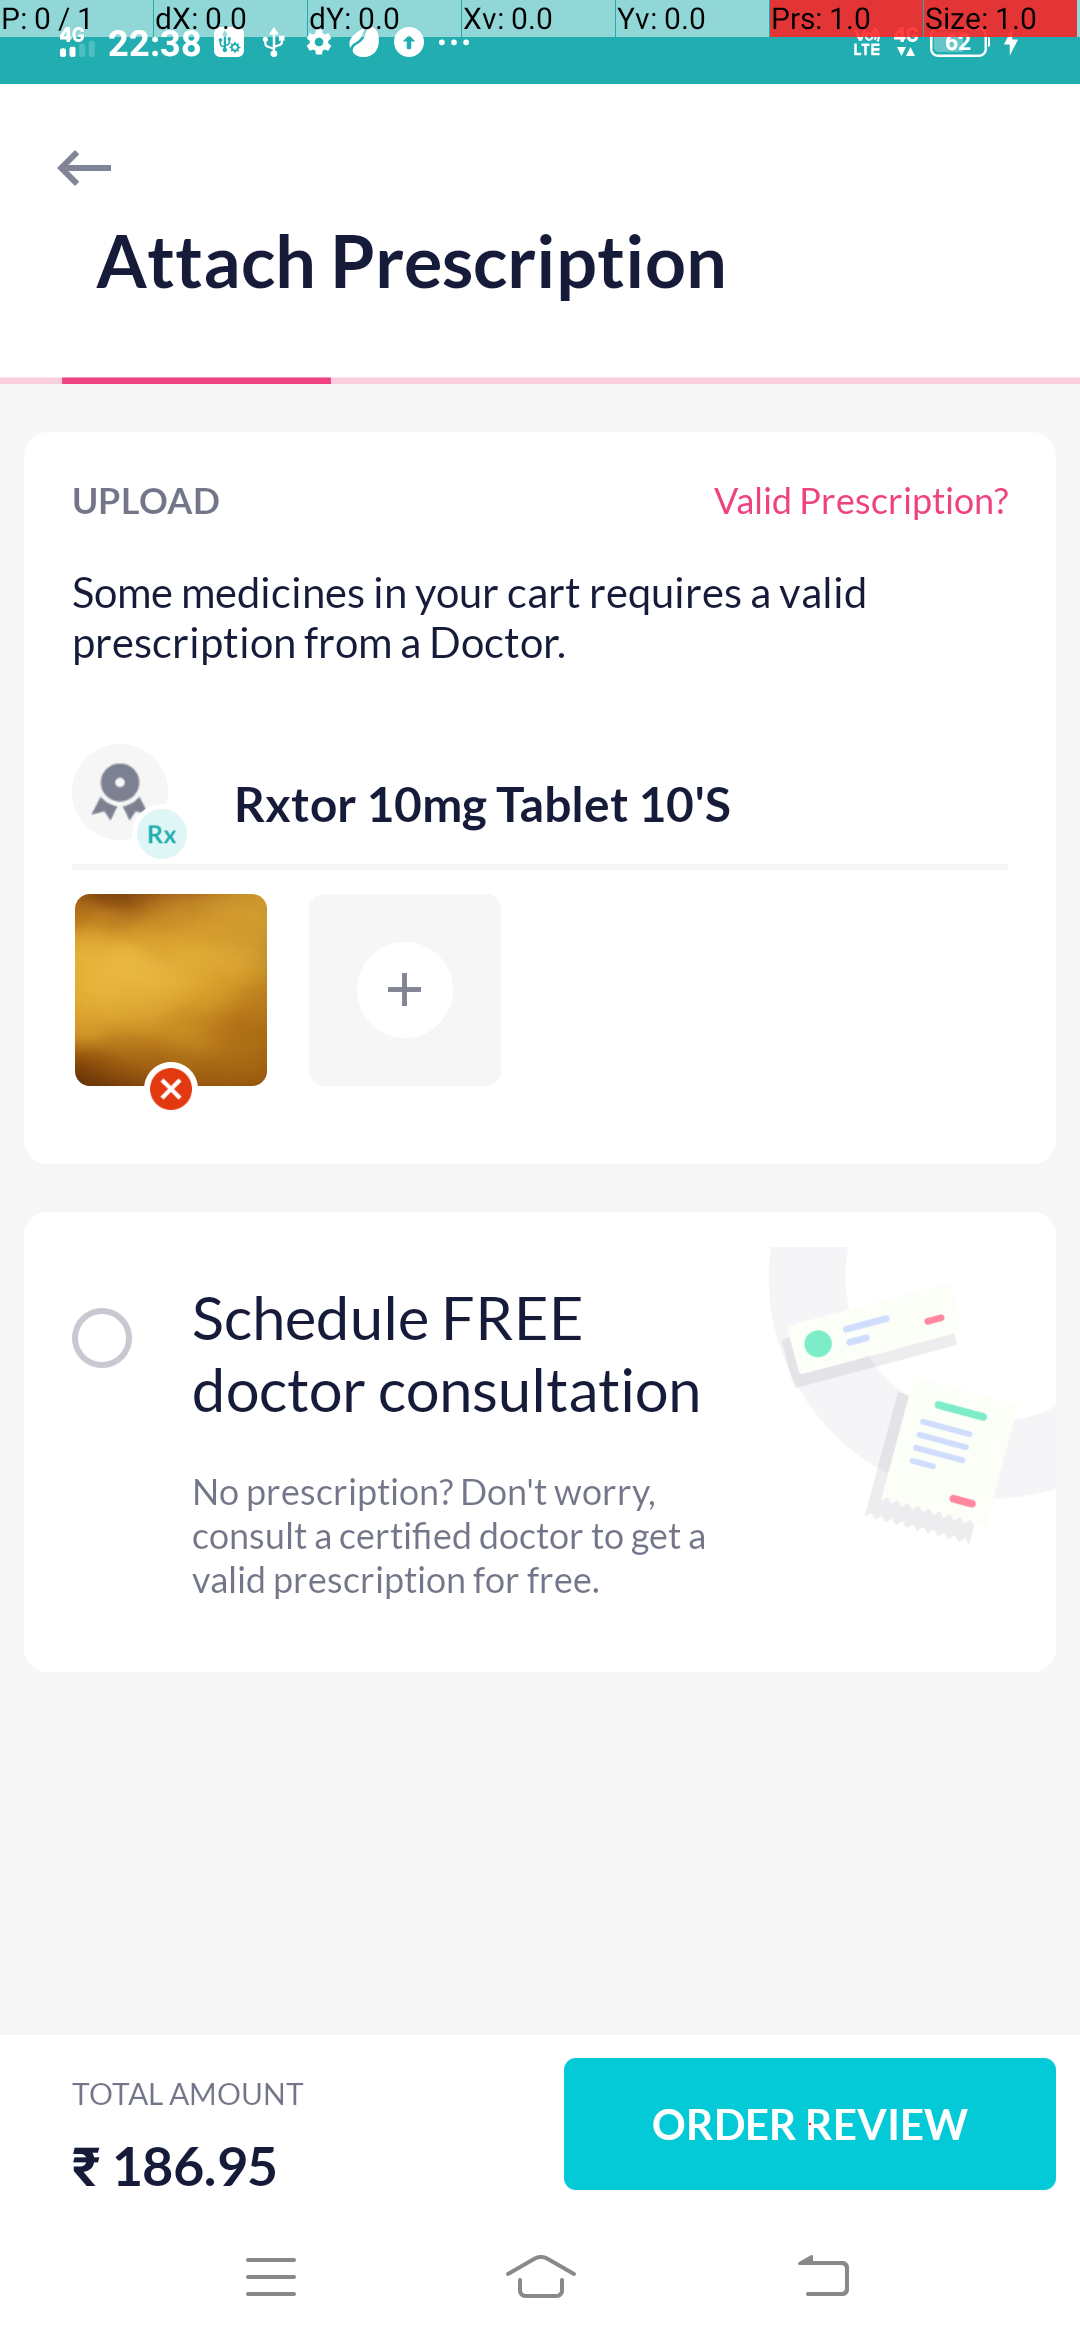 P: 0 / 1 dX: 0.0 dY: 0.0 Xv: 0.0 Yv: 0.0 Prs: 1.0 Size: 1.0
4G 22:38 LTE 4G 62
Attach Prescription
UPLOAD Valid Prescription?
Some medicines in your cart requires a valid
prescription from a Doctor.
Rx Rxtor 10mg Tablet 10'S
Schedule FREE
doctor consultation
No prescription? Don't worry,
consult a certified doctor to get a
valid prescription for free.
TOTAL AMOUNT
₹ 186.95
ORDER REVIEW